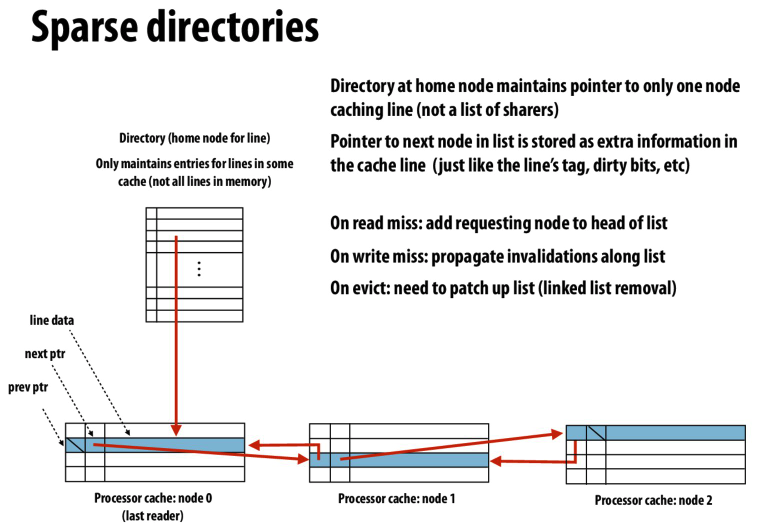 Sparse directories
Directory at home node maintains pointer to only one node
caching line (not a list of sharers)
Directory (home node for line)
Only maintains entries for lines in some
cache (not all lines in memory)
Pointer to next node in list is stored as extra information in
the cache line (just like the line's tag, dirty bits, etc)
On read miss: add requesting node to head of list
On write miss: propagate invalidations along list
On evict: need to patch up list (linked list removal)
line data
next ptr
prev ptr
Processor cache: node 0
(last reader)
Processor cache: node 1
Processor cache: node 2